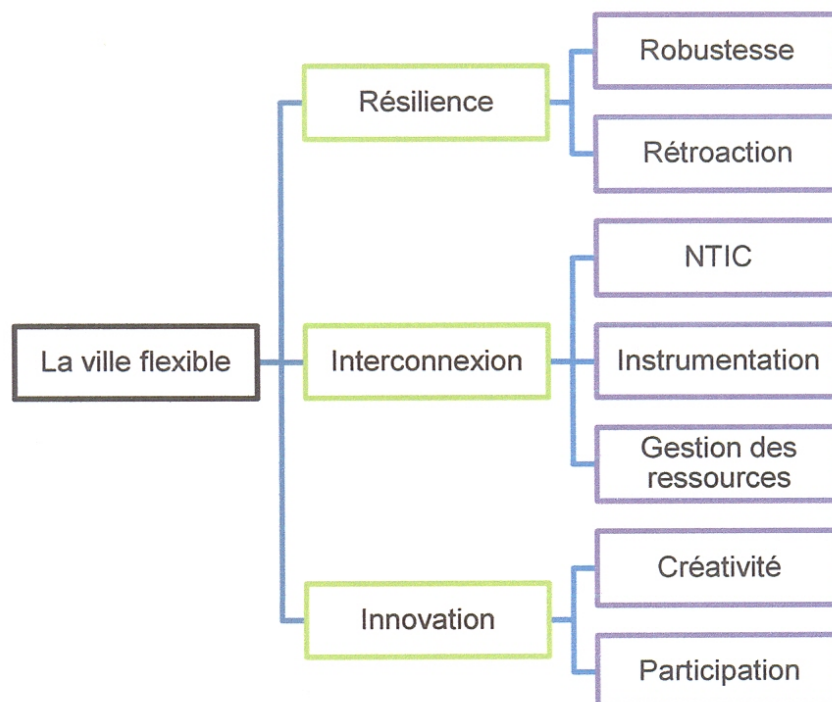 La ville flexible
Résilience
Robustesse
Rétroaction
Interconnexion
NTIC
Instrumentation
Gestion des
ressources
Innovation
Créativité
Participation